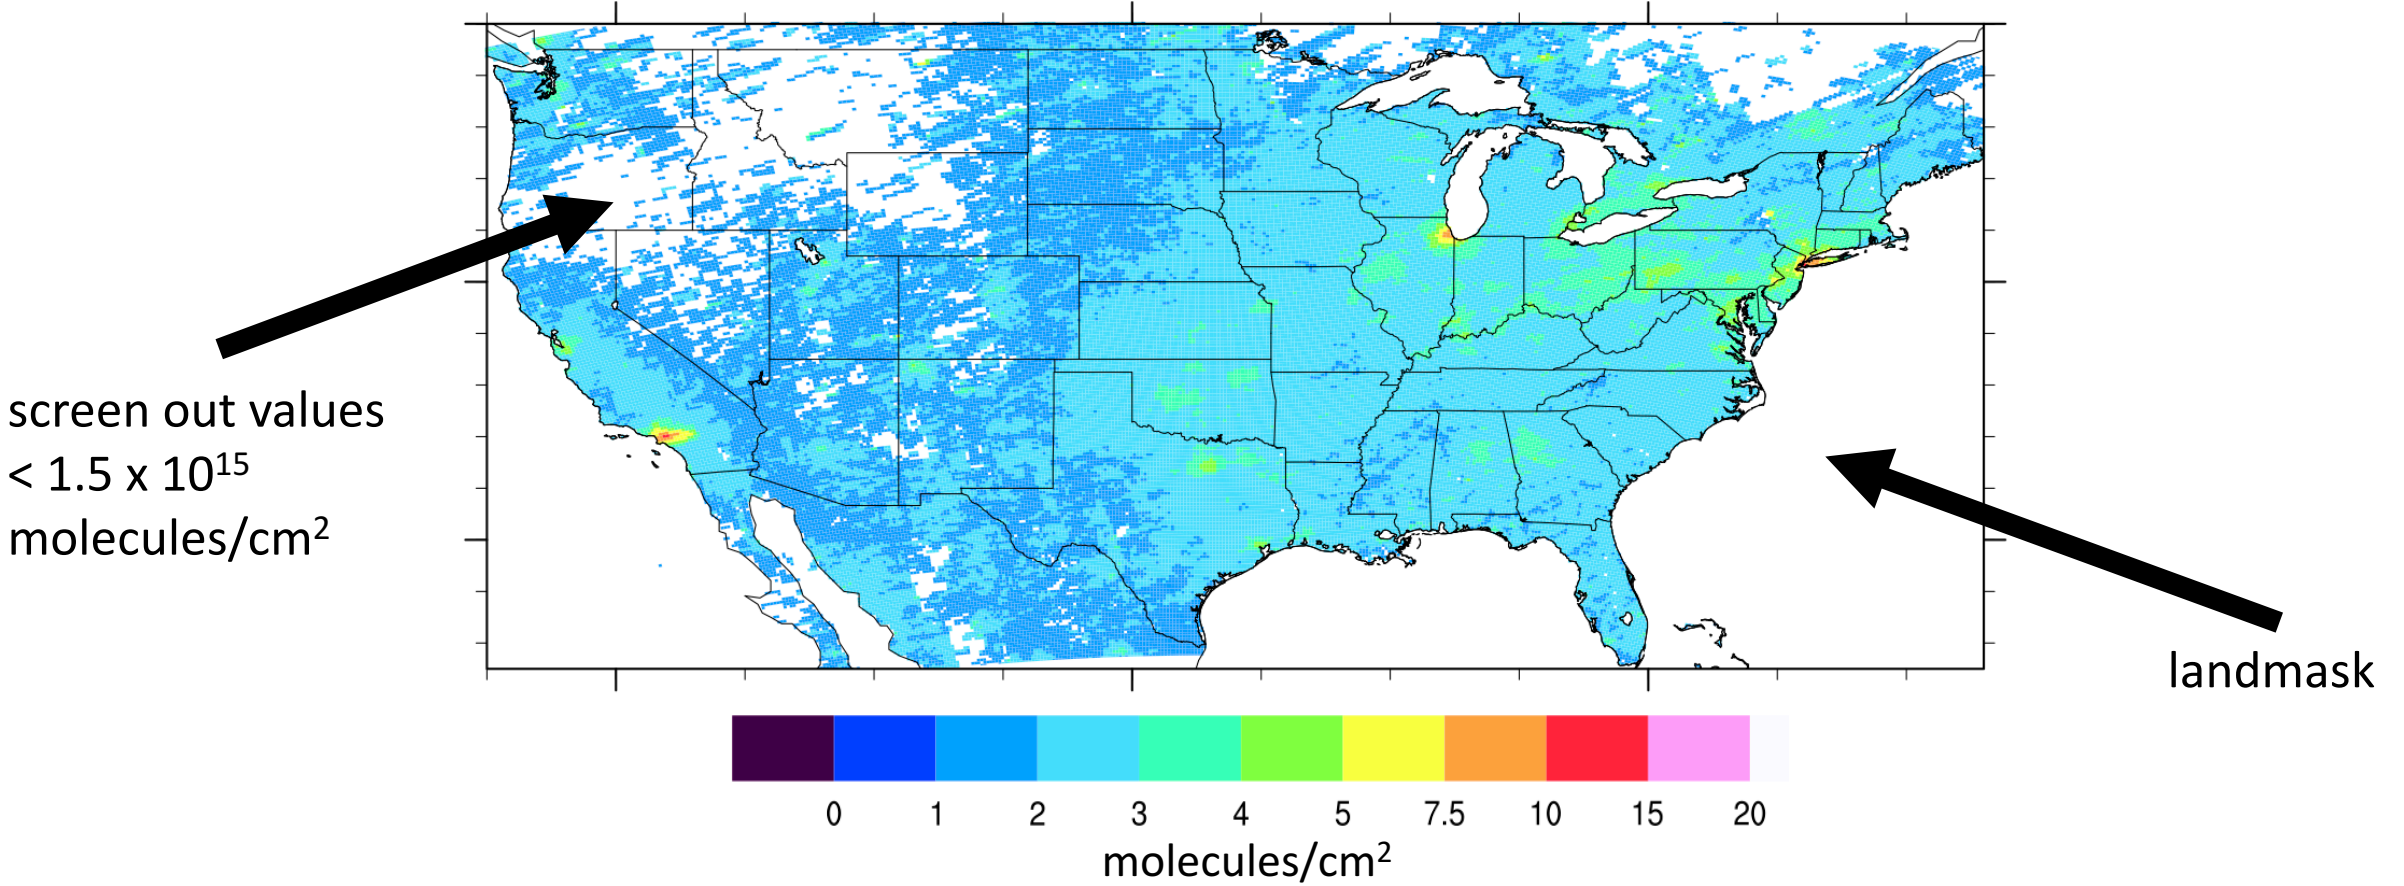 screen out values
< 1.5 x 10¹⁵
molecules/cm²
landmask
0 1 2 3 4 5 7.5 10 15 20
molecules/cm²